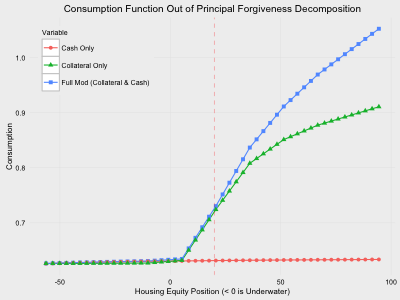 Consumption Function Out of Principal Forgiveness Decomposition
Variable
Cash Only
Collateral Only
Full Mod (Collateral & Cash)
Consumption
1.0
0.9
0.8
0.7
-50
0
50
100
Housing Equity Position (< 0 is Underwater)